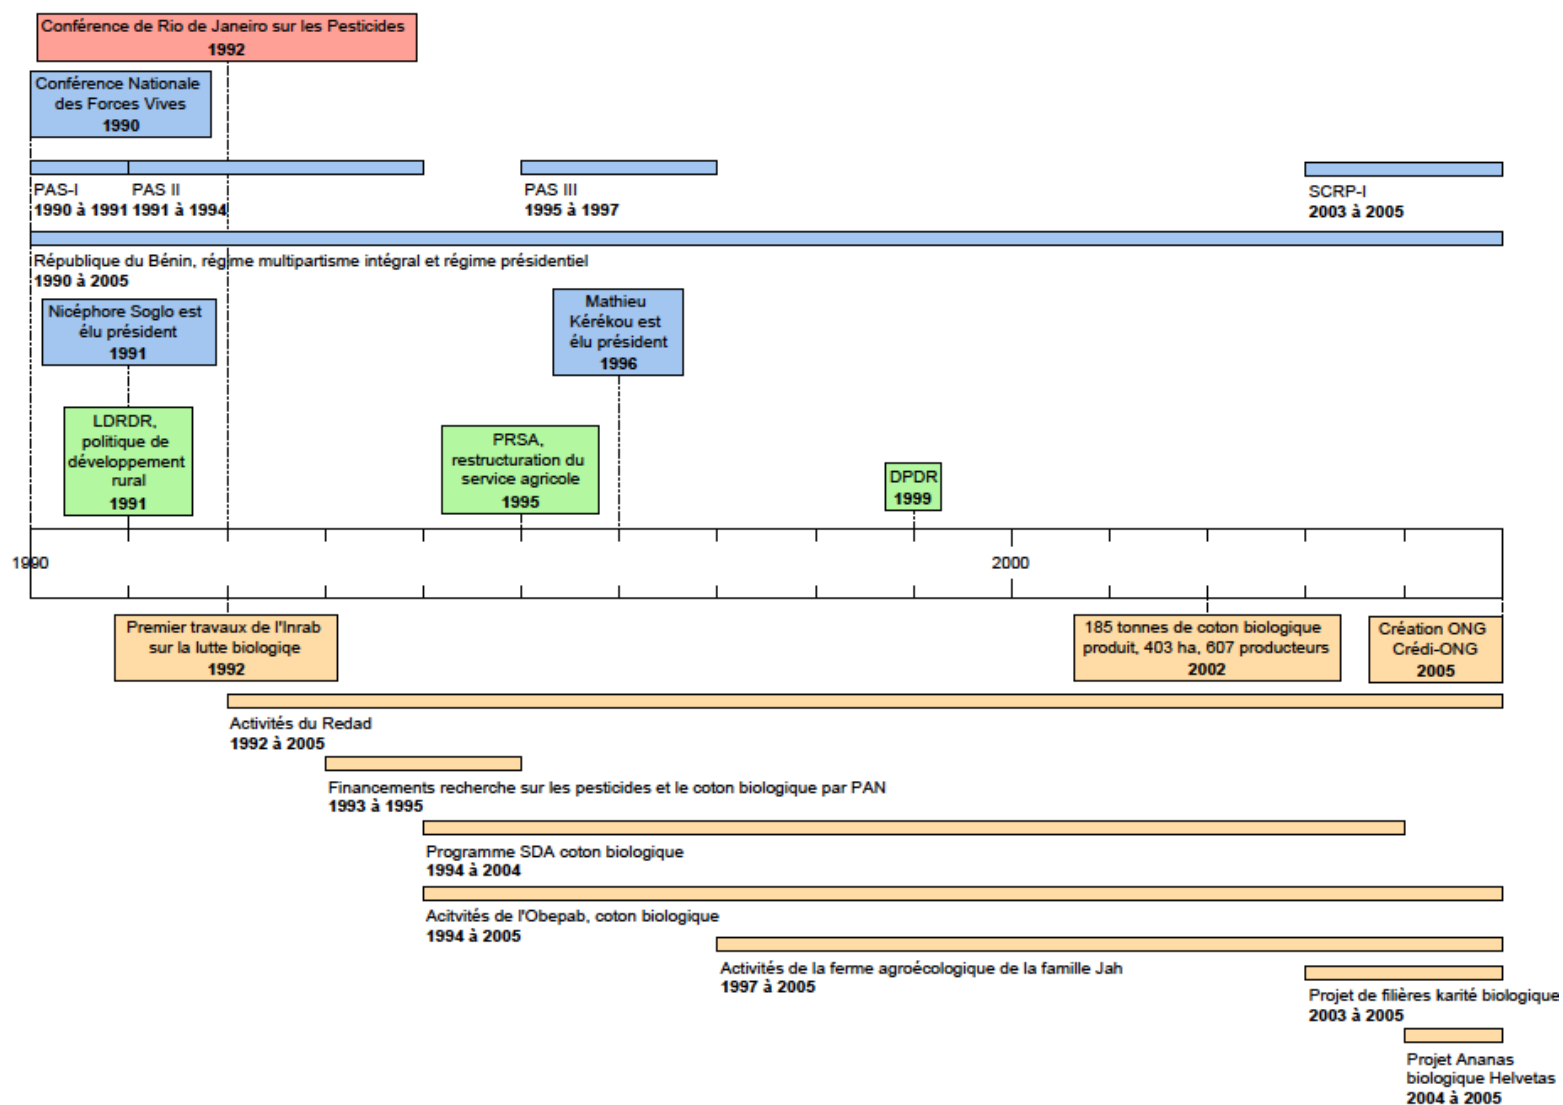 Conférence de Rio de Janeiro sur les Pesticides
1992
Conférence Nationale
des Forces Vives
1990
PAS-I
1990 à 1991
PAS II
1991 à 1994
PAS III
1995 à 1997
SCRP-I
2003 à 2005
République du Bénin, régime multipartisme intégral et régime présidentiel
1990 à 2005
Nicéphore Soglo est
élu président
1991
Mathieu
Kérékou est
élu président
1996
LDRDR,
politique de
développement
rural
1991
PRSA,
restructuration du
service agricole
1995
DPDR
1999
1990
2000
Premier travaux de l'Inrab
sur la lutte biologiqe
1992
185 tonnes de coton biologique
produit, 403 ha, 607 producteurs
2002
Création ONG
Crédi-ONG
2005
Activités du Redad
1992 à 2005
Financements recherche sur les pesticides et le coton biologique par PAN
1993 à 1995
Programme SDA coton biologique
1994 à 2004
Acitvités de l'Obepab, coton biologique
1994 à 2005
Activités de la ferme agroécologique de la famille Jah
1997 à 2005
Projet de filières karité biologique
2003 à 2005
Projet Ananas
biologique Helvetas
2004 à 2005